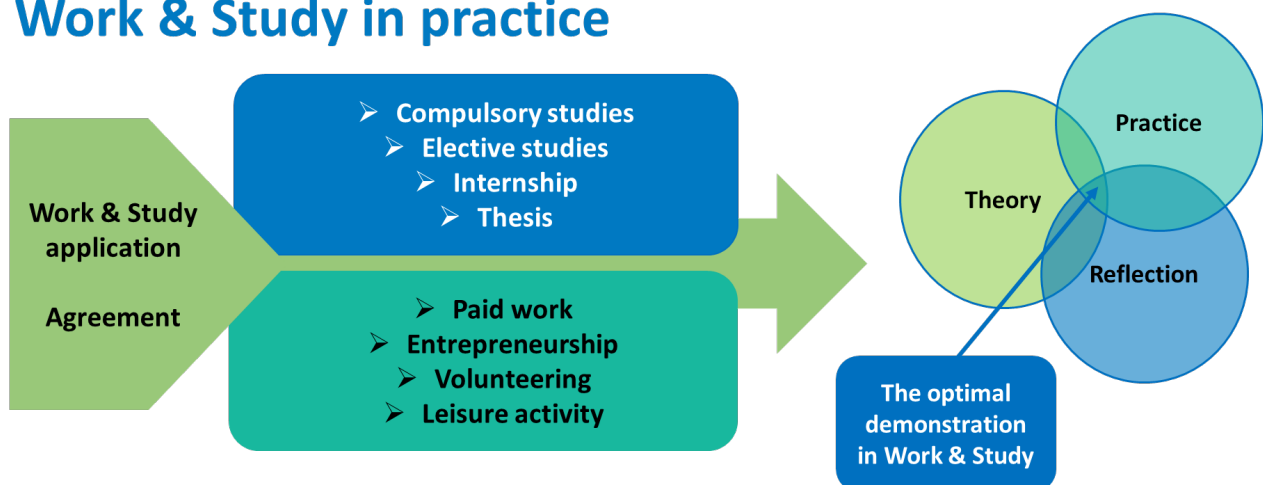 Work & Study in practice
Work & Study
application
Agreement
➢ Compulsory studies
➢ Elective studies
➢ Internship
➢ Thesis
➢ Paid work
➢ Entrepreneurship
➢ Volunteering
➢ Leisure activity
Practice
Theory
Reflection
The optimal
demonstration
in Work & Study